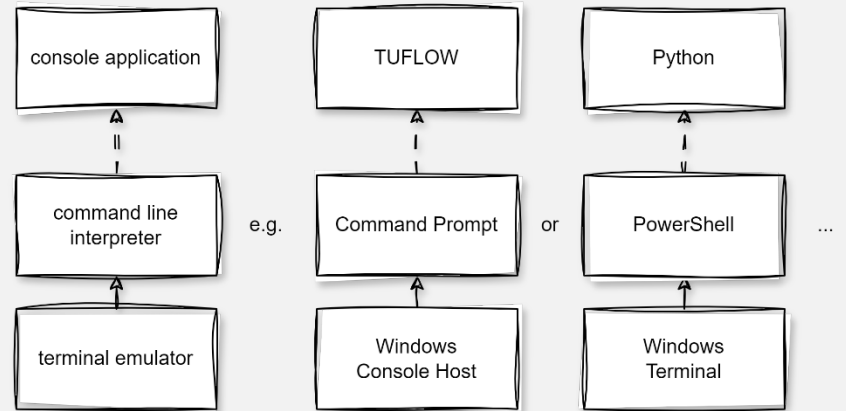 console application
TUFLOW
Python
command line
interpreter
e.g.
Command Prompt
or
PowerShell
...
terminal emulator
Windows
Console Host
Windows
Terminal